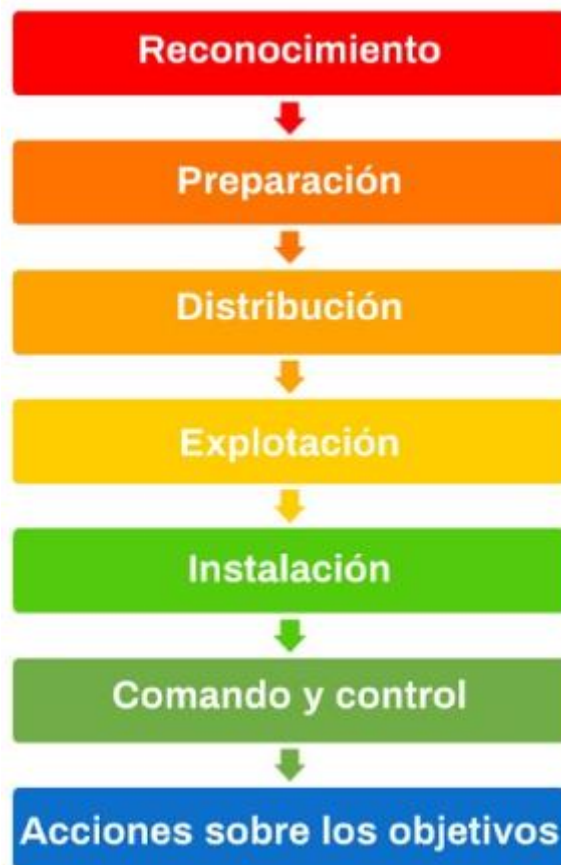 Reconocimiento
Preparación
Distribución
Explotación
Instalación
Comando y control
Acciones sobre los objetivos